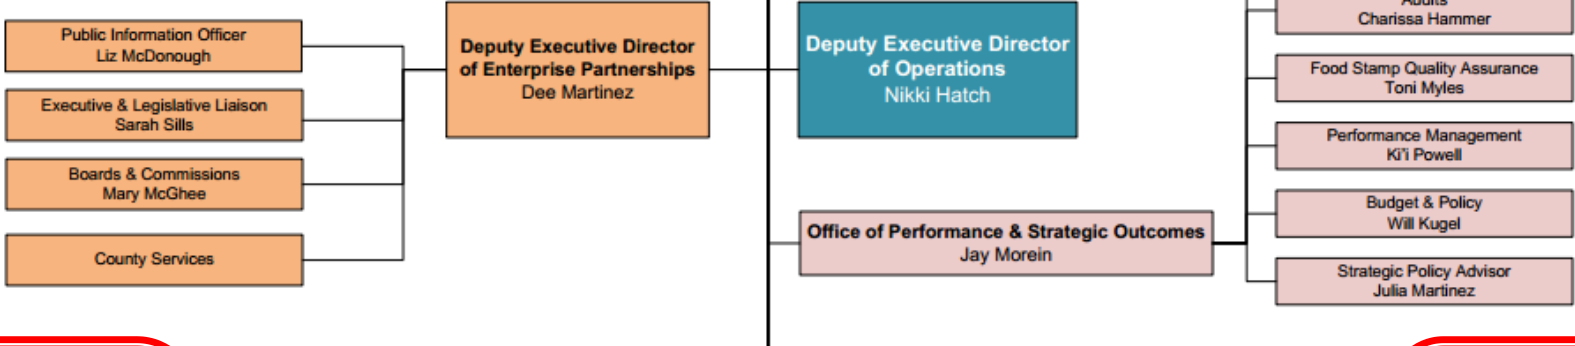 Public Information Officer
Liz McDonough
Executive & Legislative Liaison
Sarah Sills
Boards & Commissions
Mary McGhee
County Services
Deputy Executive Director
of Enterprise Partnerships
Dee Martinez
Deputy Executive Director
of Operations
Nikki Hatch
Office of Performance & Strategic Outcomes
Jay Morein
Audits
Charissa Hammer
Food Stamp Quality Assurance
Toni Myles
Performance Management
Ki'i Powell
Budget & Policy
Will Kugel
Strategic Policy Advisor
Julia Martinez